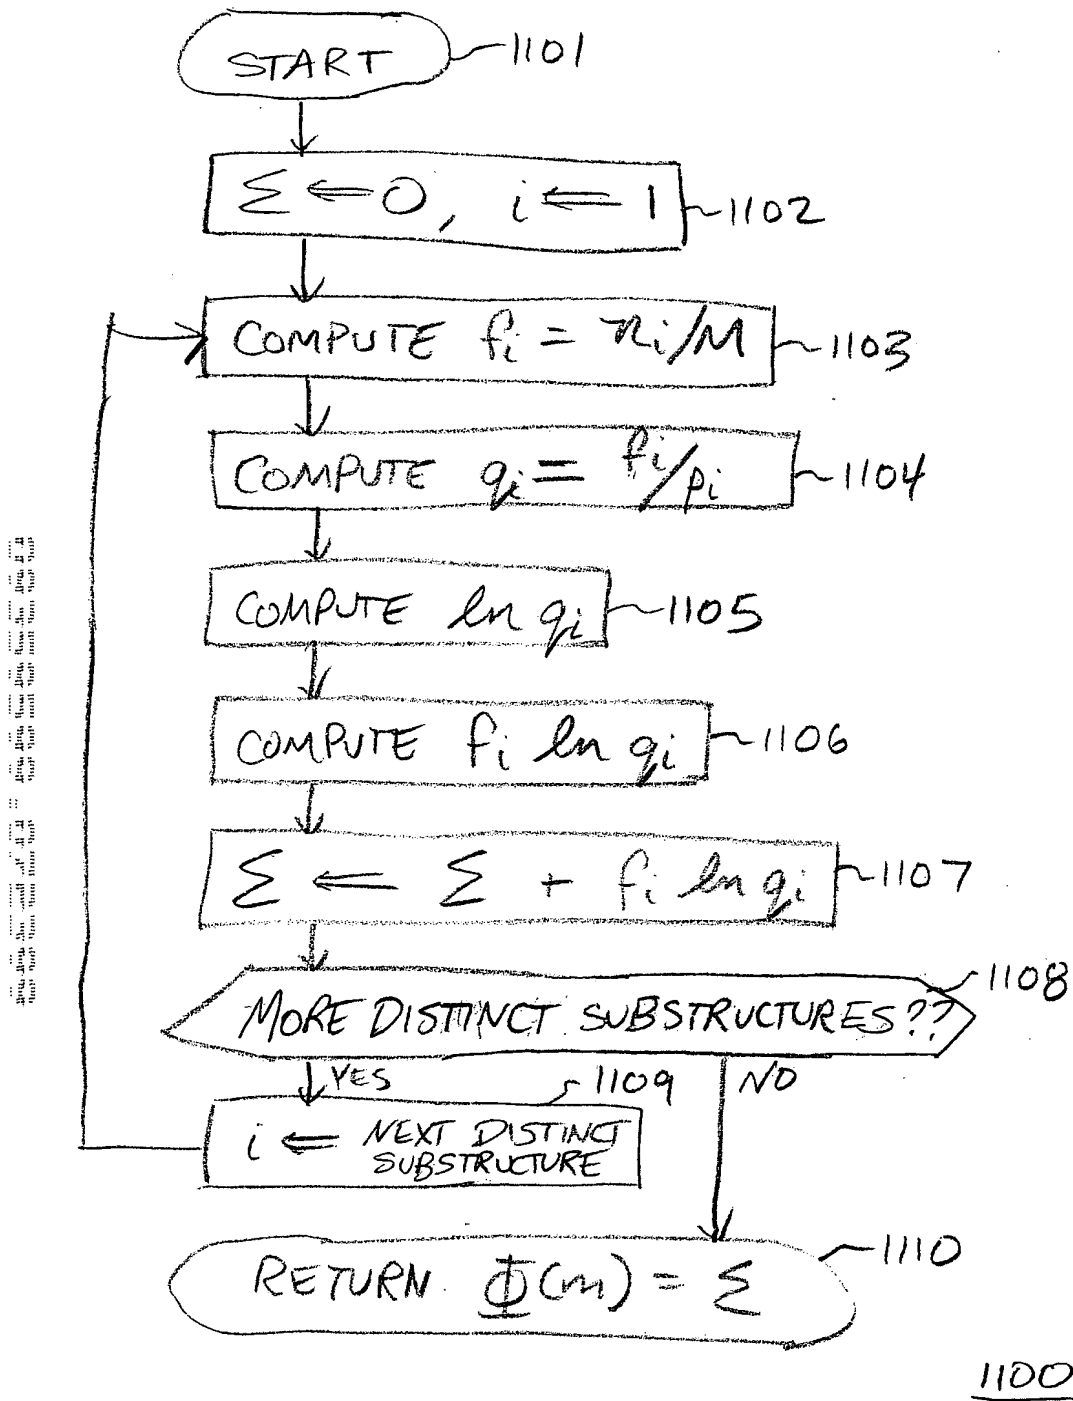 START 1101
Σ ⇐ 0, i ⇐ 1 1102
COMPUTE fi = ni/M 1103
COMPUTE qi = fi/pi 1104
COMPUTE ln qi 1105
COMPUTE fi ln qi 1106
Σ ⇐ Σ + fi ln qi 1107
MORE DISTINCT SUBSTRUCTURES?? 1108
YES 1109 NO
i ⇐ NEXT DISTINCT
SUBSTRUCTURE
RETURN Φ(m) = Σ 1110
1100